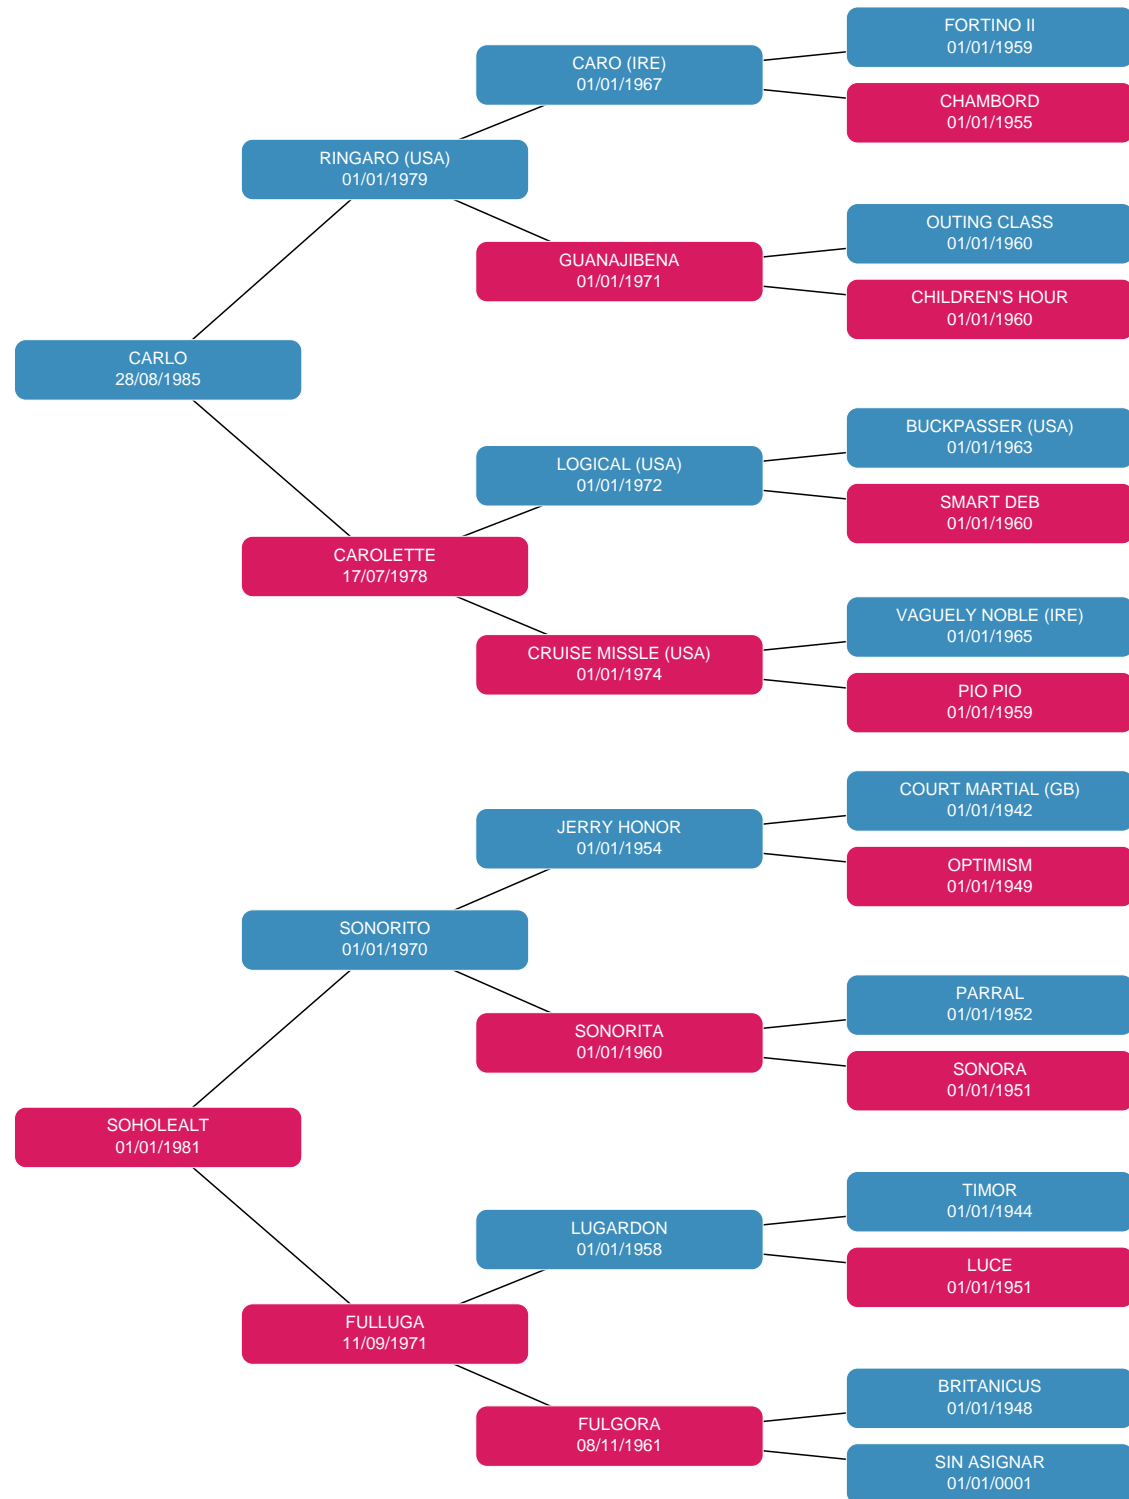 FORTINO II
01/01/1959
CARO (IRE)
01/01/1967
CHAMBORD
01/01/1955
RINGARO (USA)
01/01/1979
OUTING CLASS
01/01/1960
GUANAJIBENA
01/01/1971
CHILDREN'S HOUR
01/01/1960
CARLO
28/08/1985
BUCKPASSER (USA)
01/01/1963
LOGICAL (USA)
01/01/1972
SMART DEB
01/01/1960
CAROLETTE
17/07/1978
VAGUELY NOBLE (IRE)
01/01/1965
CRUISE MISSLE (USA)
01/01/1974
PIO PIO
01/01/1959
COURT MARTIAL (GB)
01/01/1942
JERRY HONOR
01/01/1954
OPTIMISM
01/01/1949
SONORITO
01/01/1970
PARRAL
01/01/1952
SONORITA
01/01/1960
SONORA
01/01/1951
SOHOLEALT
01/01/1981
TIMOR
01/01/1944
LUGARDON
01/01/1958
LUCE
01/01/1951
FULLUGA
11/09/1971
BRITANICUS
01/01/1948
FULGORA
08/11/1961
SIN ASIGNAR
01/01/0001